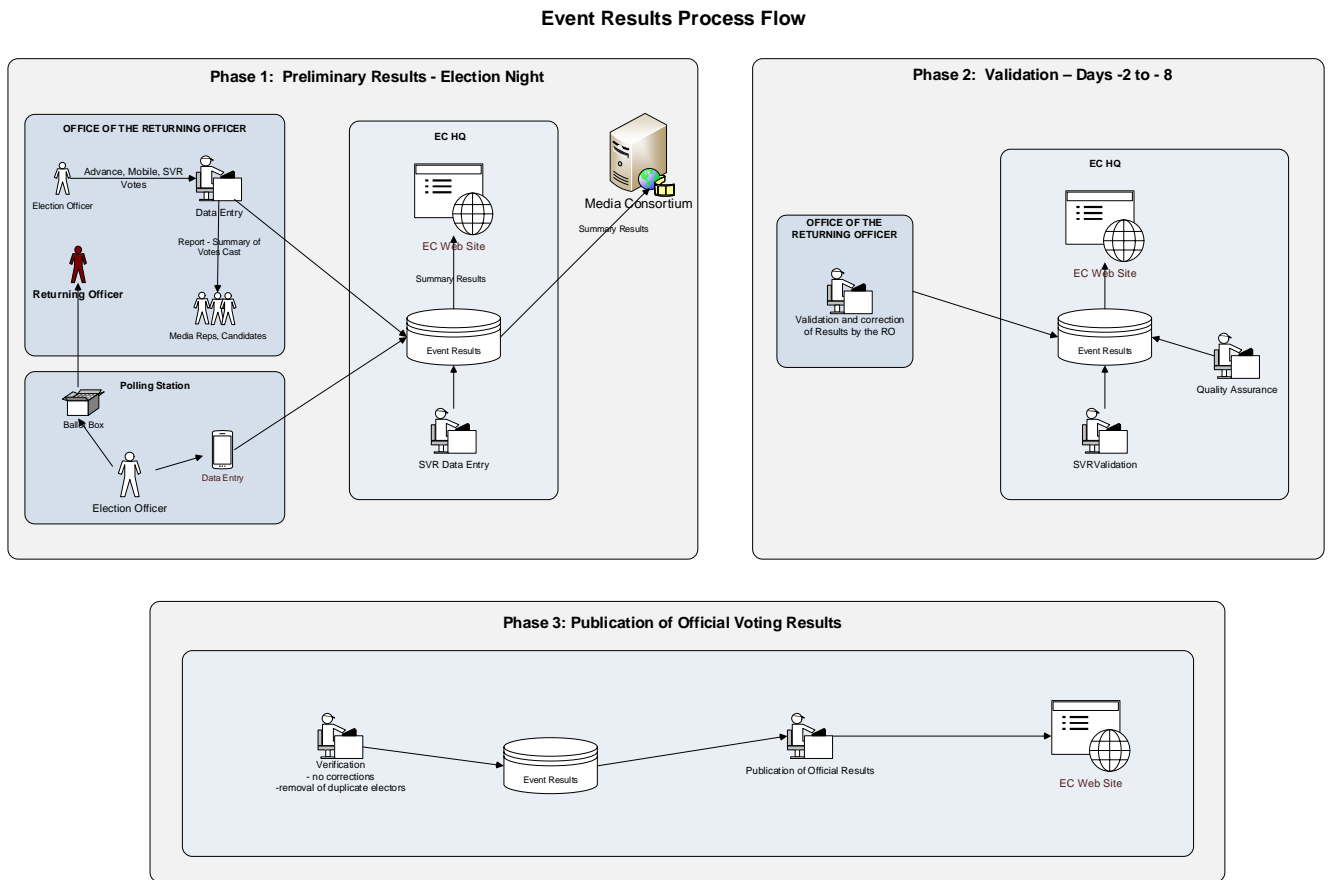 Event Results Process Flow
Phase 1:  Preliminary Results - Election Night
OFFICE OF THE RETURNING OFFICER
Advance, Mobile, SVR
Votes
Election Officer
Data Entry
Report - Summary of
Votes Cast
Returning Officer
Media Reps, Candidates
Polling Station
Ballot Box
Data Entry
Election Officer
EC HQ
EC Web Site
Summary Results
Event Results
SVR Data Entry
Media Consortium
Summary Results
Phase 2:  Validation – Days -2 to - 8
OFFICE OF THE
RETURNING OFFICER
Validation and correction
of Results by the RO
EC HQ
EC Web Site
Event Results
Quality Assurance
SVRValidation
Phase 3: Publication of Official Voting Results
Verification
- no corrections
-removal of duplicate electors
Event Results
Publication of Official Results
EC Web Site